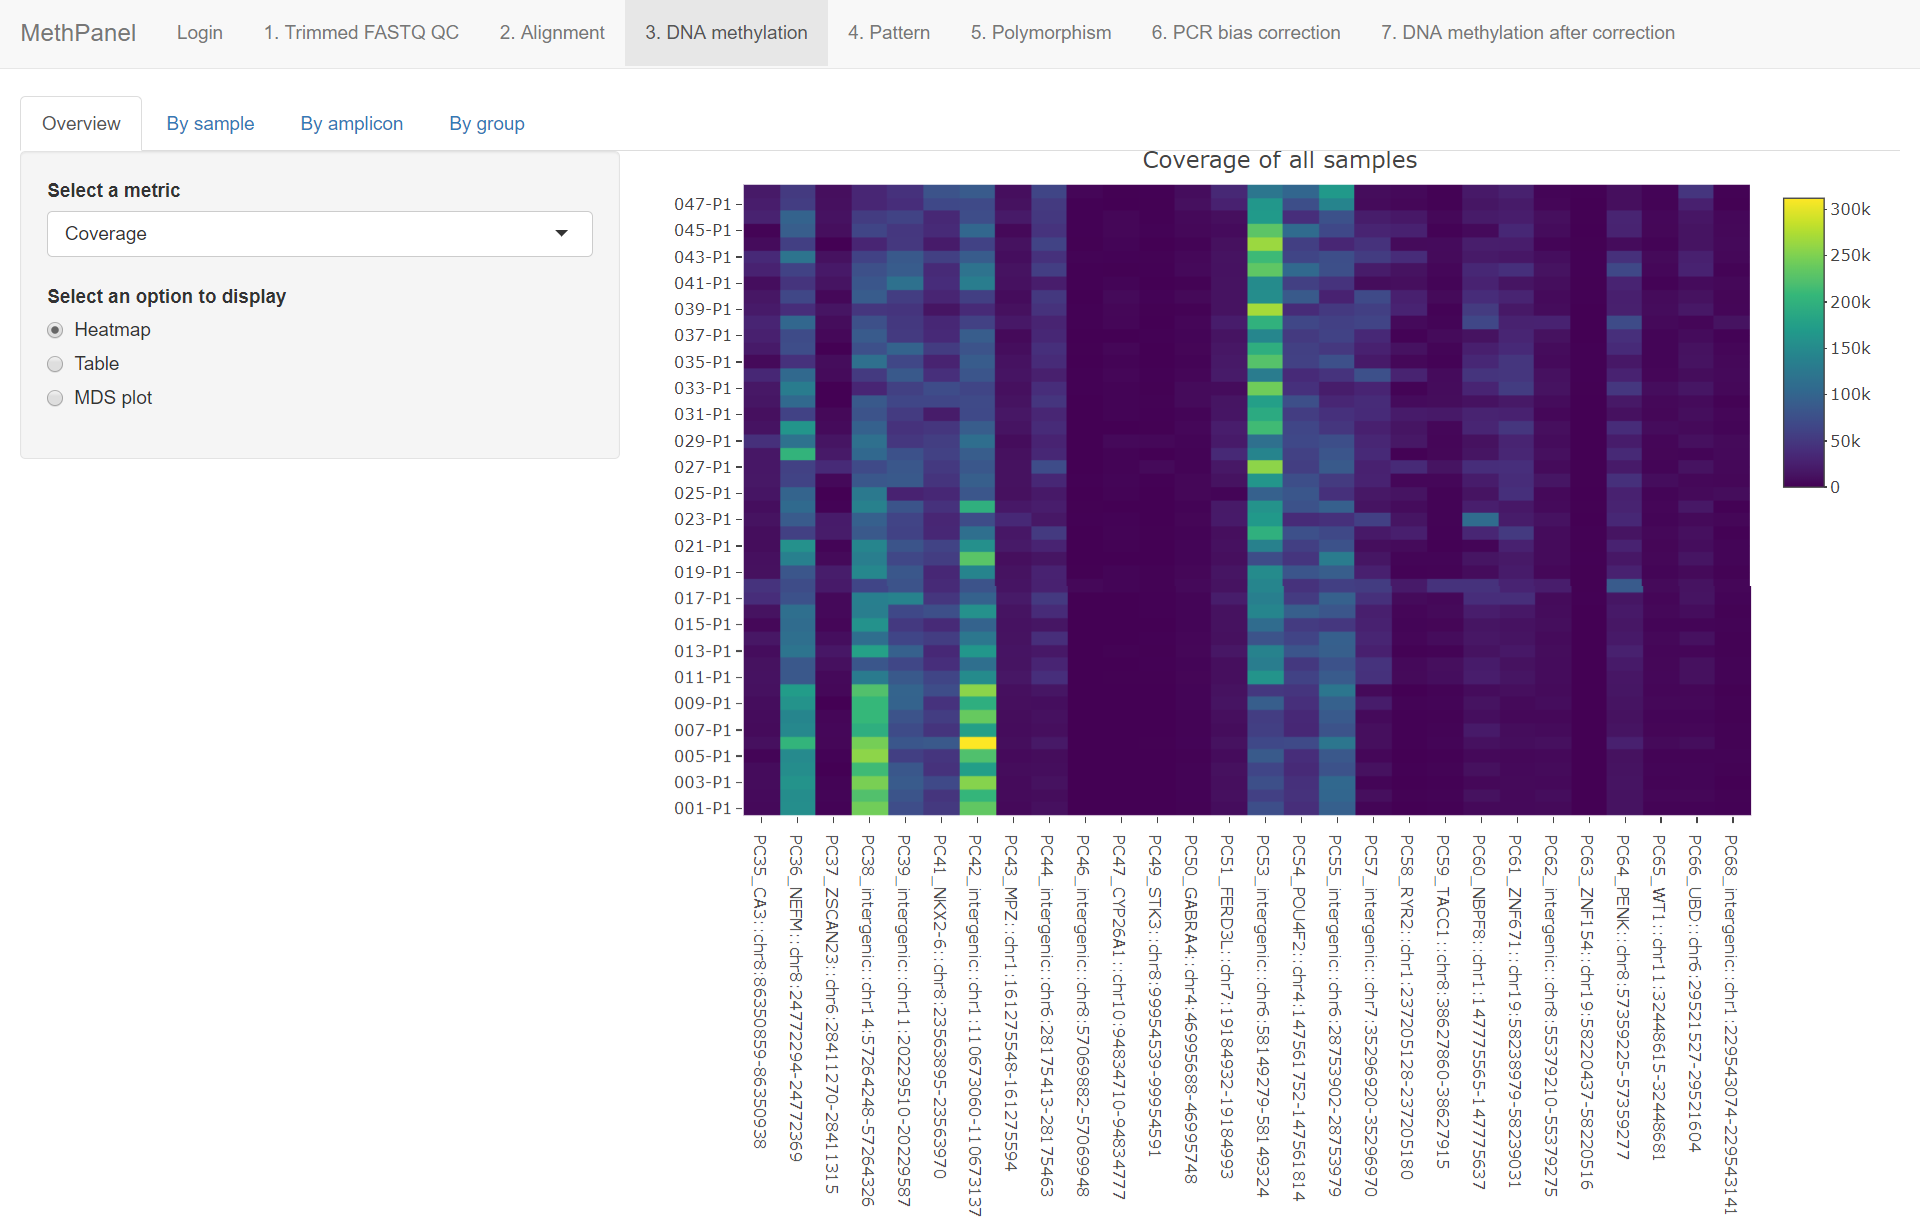 MethPanel Login 1. Trimmed FASTQ QC 2. Alignment 3. DNA methylation 4. Pattern 5. Polymorphism 6. PCR bias correction 7. DNA methylation after correction
Overview By sample By amplicon By group
Select a metric
Coverage
Select an option to display
Heatmap
Table
MDS plot
Coverage of all samples
047-P1
045-P1
043-P1
041-P1
039-P1
037-P1
035-P1
033-P1
031-P1
029-P1
027-P1
025-P1
023-P1
021-P1
019-P1
017-P1
015-P1
013-P1
011-P1
009-P1
007-P1
005-P1
003-P1
001-P1
300k
250k
200k
150k
100k
50k
0
PC35_CA3::chr8:86350859-86350938
PC36_NEFM::chr8:24772294-24772369
PC37_ZSCAN23::chr6:28411270-28411315
PC38_intergenic::chr14:57264248-57264326
PC39_intergenic::chr11:20229510-20229587
PC41_NKX2-6::chr8:23563895-23563970
PC42_intergenic::chr1:110673060-110673137
PC43_MPZ::chr1:161275548-161275594
PC44_intergenic::chr6:28175413-28175463
PC46_intergenic::chr8:57069882-57069948
PC47_CYP26A1::chr10:94834710-94834777
PC49_STK3::chr8:99954539-99954591
PC50_GABRA4::chr4:46995688-46995748
PC51_FERD3L::chr7:19184932-19184993
PC53_intergenic::chr6:58149279-58149324
PC54_POU4F2::chr4:147561752-147561814
PC55_intergenic::chr6:28753902-28753979
PC57_intergenic::chr7:35296920-35296970
PC58_RYR2::chr1:237205128-237205180
PC59_TACC1::chr8:38627860-38627915
PC60_NBPF8::chr1:147775565-147775637
PC61_ZNF671::chr19:58238979-58239031
PC62_intergenic::chr8:55379210-55379275
PC63_ZNF154::chr19:58220437-58220516
PC64_PENK::chr8:57359225-57359277
PC65_WT1::chr11:32448615-32448681
PC66_UBD::chr6:29521527-29521604
PC68_intergenic::chr1:229543074-229543141